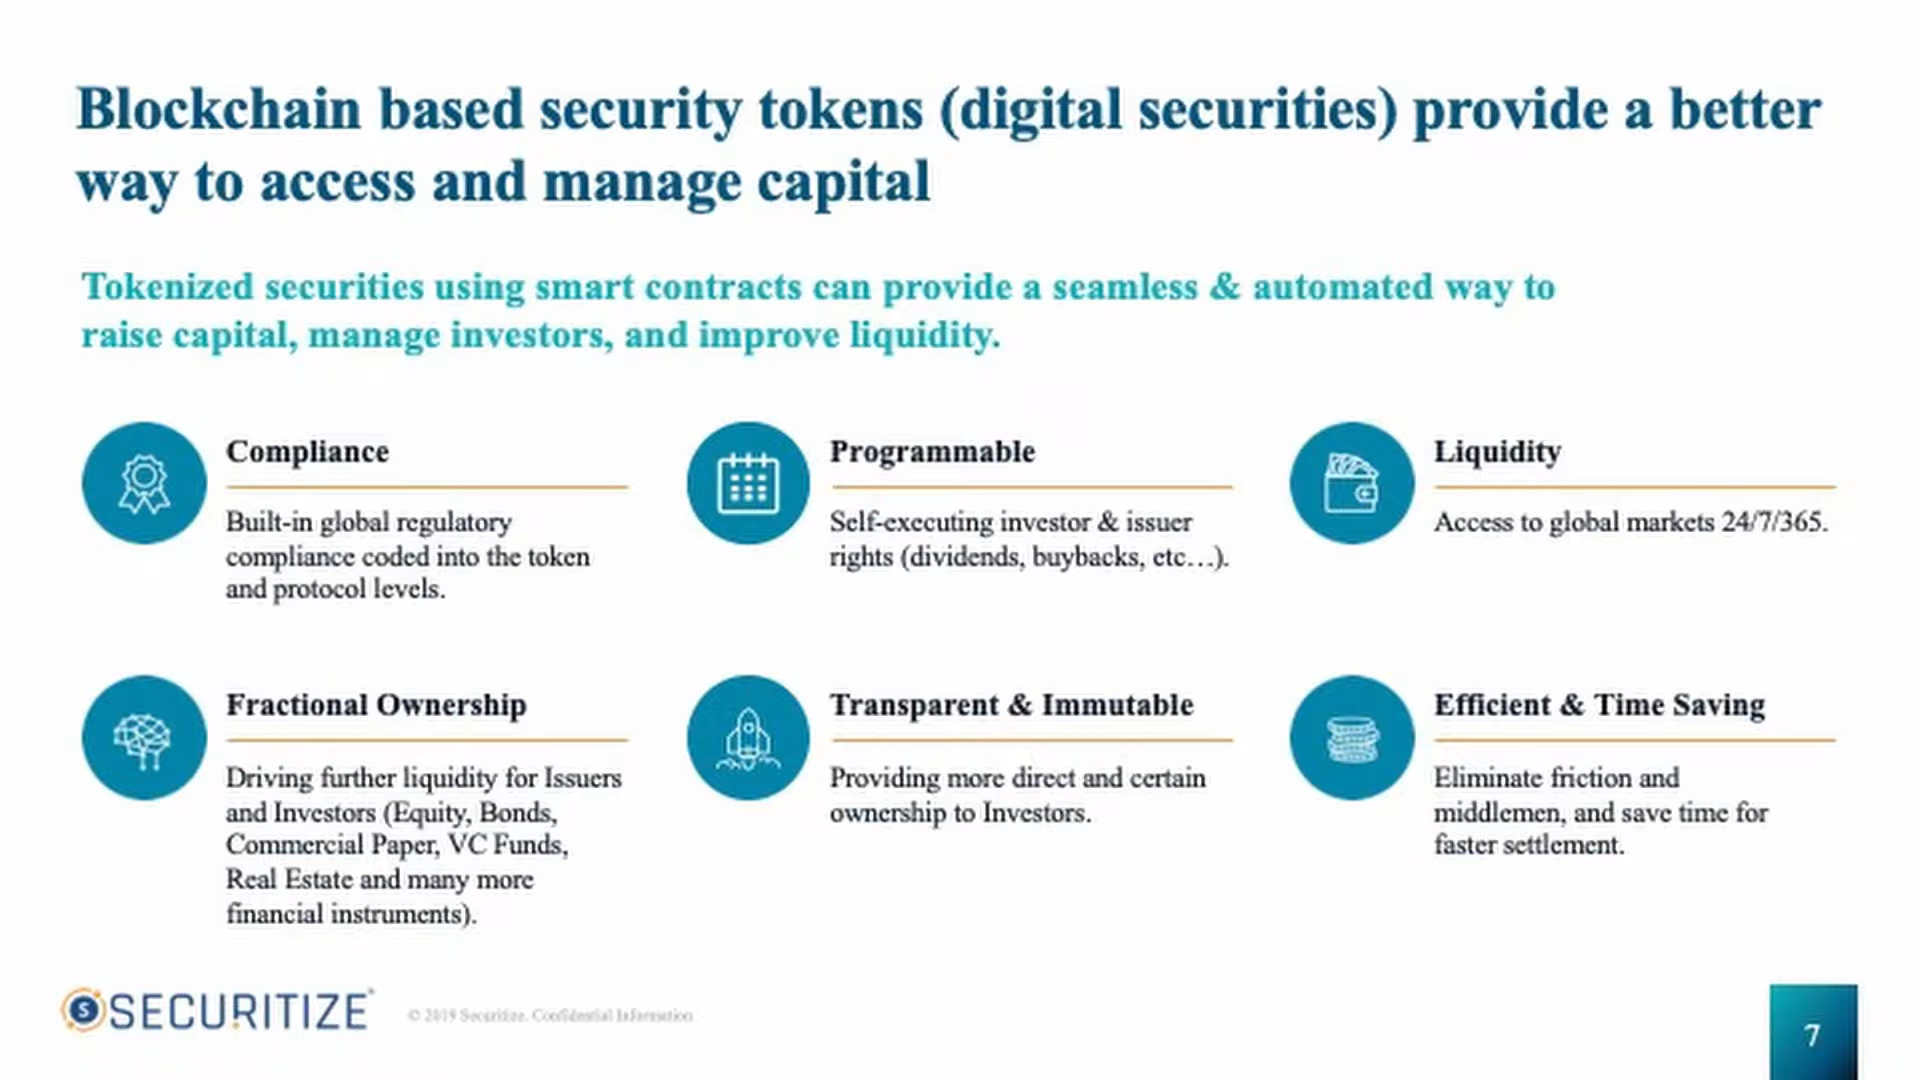 Blockchain based security tokens (digital securities) provide a better
way to access and manage capital
Tokenized securities using smart contracts can provide a seamless & automated way to
raise capital, manage investors, and improve liquidity.
Compliance
Built-in global regulatory
compliance coded into the token
and protocol levels.
Programmable
Self-executing investor & issuer
rights (dividends, buybacks, etc…).
Liquidity
Access to global markets 24/7/365.
Fractional Ownership
Driving further liquidity for Issuers
and Investors (Equity, Bonds,
Commercial Paper, VC Funds,
Real Estate and many more
financial instruments).
Transparent & Immutable
Providing more direct and certain
ownership to Investors.
Efficient & Time Saving
Eliminate friction and
middlemen, and save time for
faster settlement.
S SECURITIZE
© 2019 Securitize. Confidential Information
7